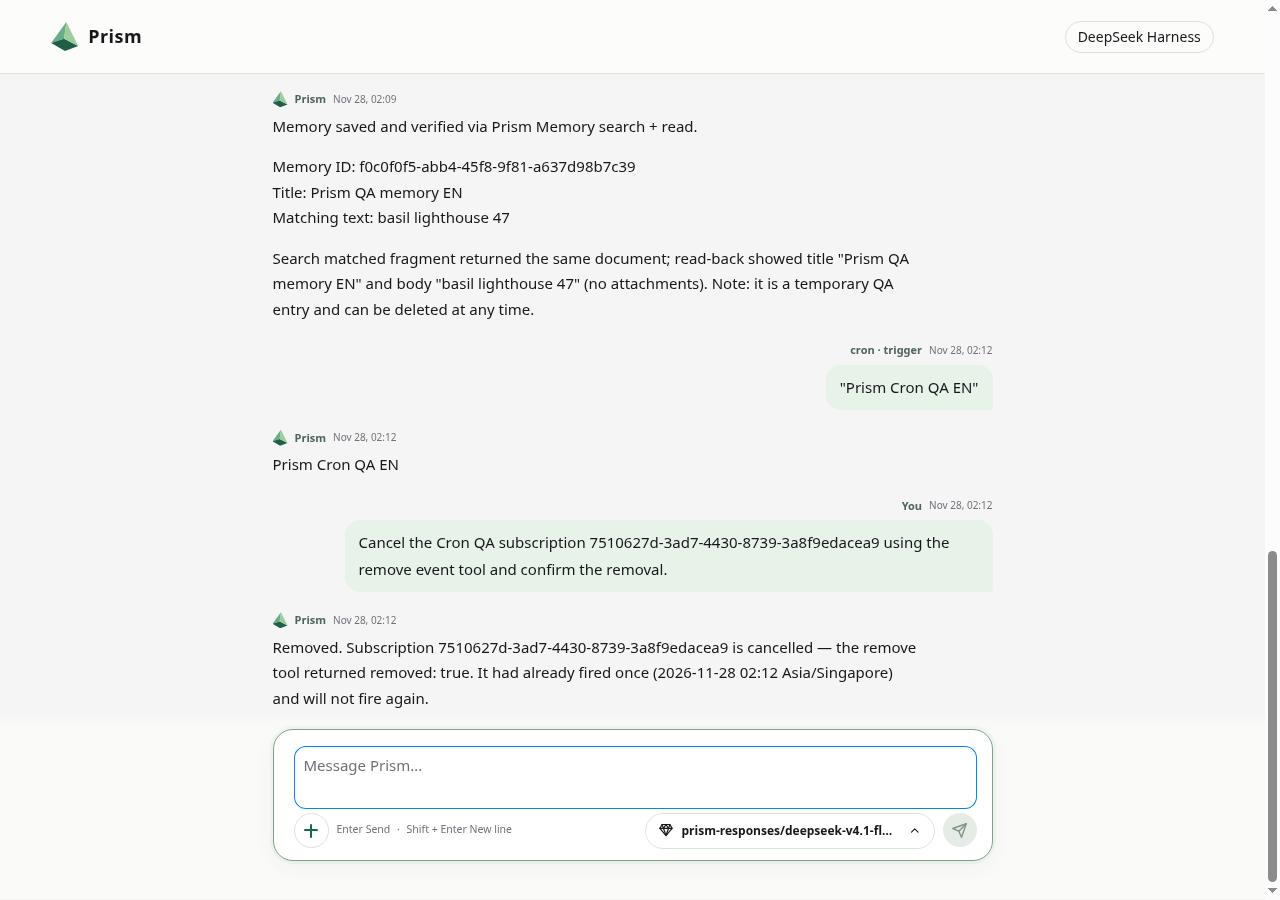 Prism
DeepSeek Harness
Prism Nov 28, 02:09
Memory saved and verified via Prism Memory search + read.
Memory ID: f0c0f0f5-abb4-45f8-9f81-a637d98b7c39
Title: Prism QA memory EN
Matching text: basil lighthouse 47
Search matched fragment returned the same document; read-back showed title "Prism QA
memory EN" and body "basil lighthouse 47" (no attachments). Note: it is a temporary QA
entry and can be deleted at any time.
cron · trigger Nov 28, 02:12
"Prism Cron QA EN"
Prism Nov 28, 02:12
Prism Cron QA EN
You Nov 28, 02:12
Cancel the Cron QA subscription 7510627d-3ad7-4430-8739-3a8f9edacea9 using the
remove event tool and confirm the removal.
Prism Nov 28, 02:12
Removed. Subscription 7510627d-3ad7-4430-8739-3a8f9edacea9 is cancelled — the remove
tool returned removed: true. It had already fired once (2026-11-28 02:12 Asia/Singapore)
and will not fire again.
Message Prism...
Enter Send · Shift + Enter New line
prism-responses/deepseek-v4.1-fl...